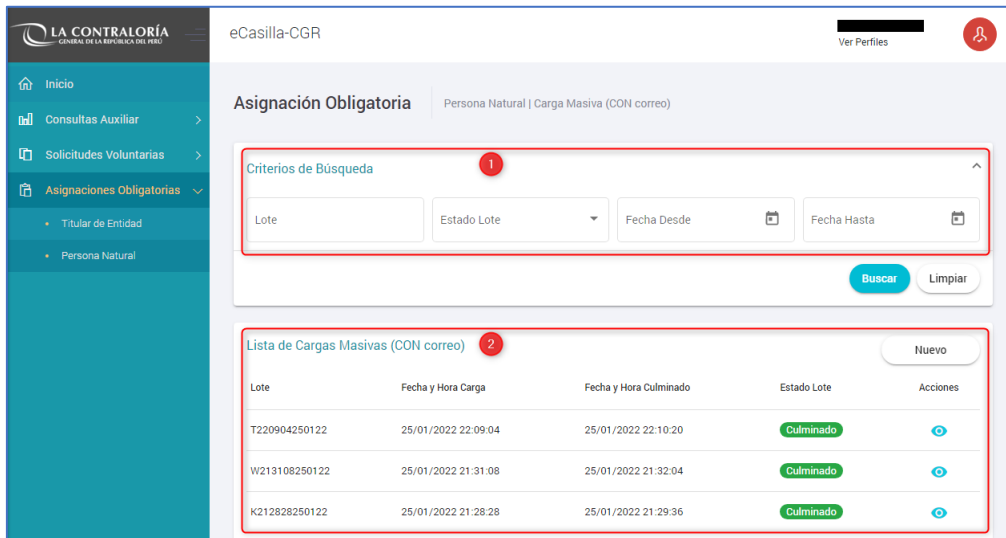 LA CONTRALORÍA
GENERAL DE LA REPÚBLICA DEL PERÚ
eCasilla-CGR
Ver Perfiles
Inicio
Consultas Auxiliar
Solicitudes Voluntarias
Asignaciones Obligatorias
Titular de Entidad
Persona Natural
Asignación Obligatoria
Persona Natural | Carga Masiva (CON correo)
Criterios de Búsqueda
1
Lote
Estado Lote
Fecha Desde
Fecha Hasta
Buscar
Limpiar
Lista de Cargas Masivas (CON correo)
2
Nuevo
Lote Fecha y Hora Carga Fecha y Hora Culminado Estado Lote Acciones
T220904250122 25/01/2022 22:09:04 25/01/2022 22:10:20 Culminado
W213108250122 25/01/2022 21:31:08 25/01/2022 21:32:04 Culminado
K212828250122 25/01/2022 21:28:28 25/01/2022 21:29:36 Culminado